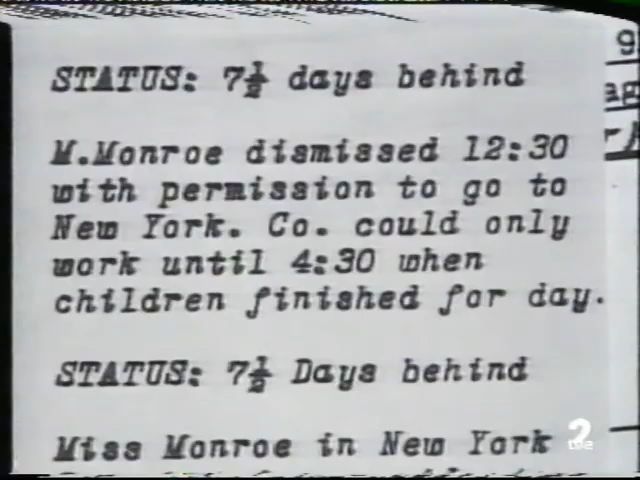 STATUS: 7½ days behind
M.Monroe dismissed 12:30
with permission to go to
New York. Co. could only
work until 4:30 when
children finished for day.
STATUS: 7½ Days behind
Miss Monroe in New York
9
2